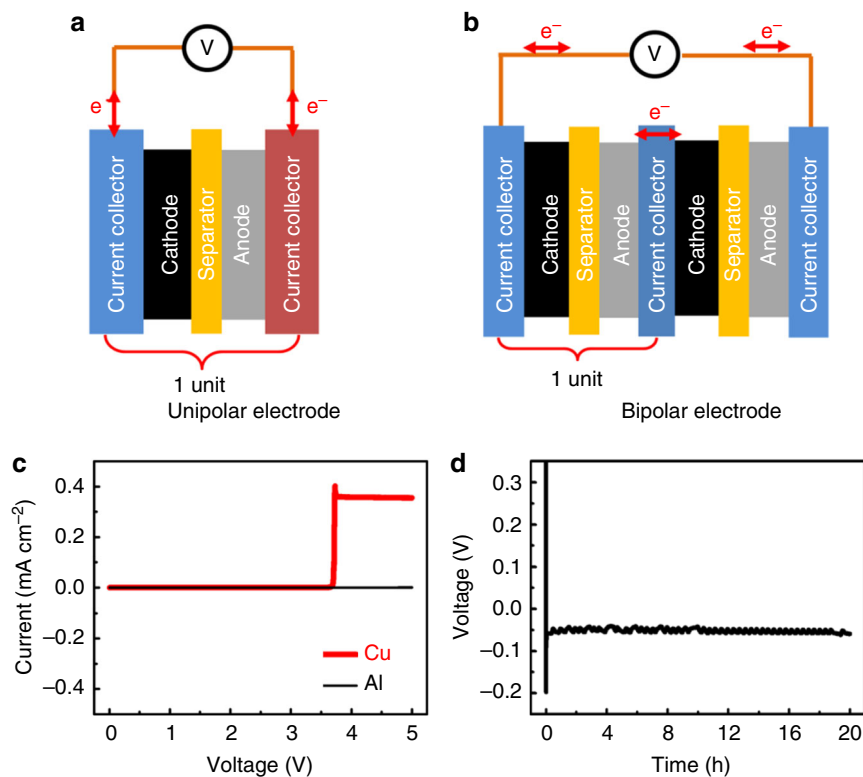 a
V
e⁻
e⁻
Current collector
Cathode
Separator
Anode
Current collector
1 unit
Unipolar electrode
b
e⁻
e⁻
V
e⁻
Current collector
Cathode
Separator
Anode
Current collector
Cathode
Separator
Anode
Current collector
1 unit
Bipolar electrode
c
Current (mA cm⁻²)
0.4
0.2
0.0
−0.2
−0.4
Cu
Al
0 1 2 3 4 5
Voltage (V)
d
Voltage (V)
0.3
0.2
0.1
0.0
−0.1
−0.2
0 4 8 12 16 20
Time (h)